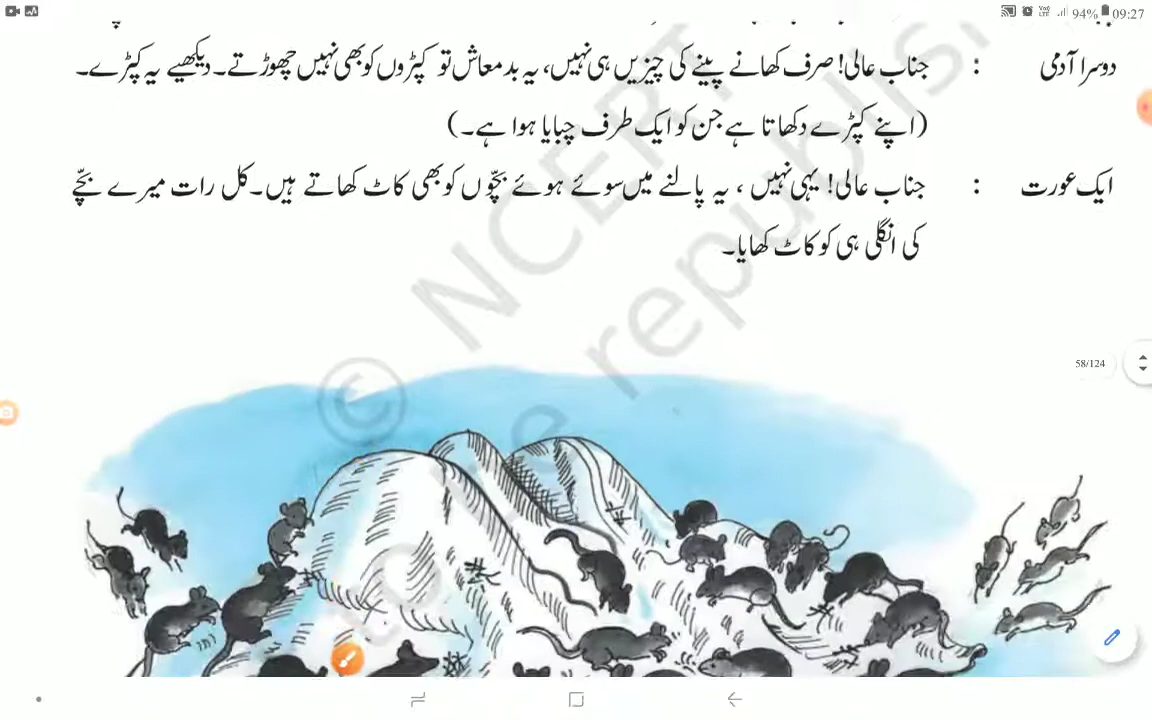 94% 09:27
دوسرا آدمی : جناب عالی! صرف کھانے پینے کی چیزیں ہی نہیں، یہ بدمعاش تو کپڑوں کو بھی نہیں چھوڑتے۔ دیکھیے یہ کپڑے۔
(اپنے کپڑے دکھاتا ہے جن کو ایک طرف چبایا ہوا ہے۔)
ایک عورت : جناب عالی! یہی نہیں، یہ پالنے میں سوئے ہوئے بچّوں کو بھی کاٹ کھاتے ہیں۔ کل رات میرے بچّے
کی انگلی ہی کو کاٹ کھایا۔
58/124
© NCERT
republis